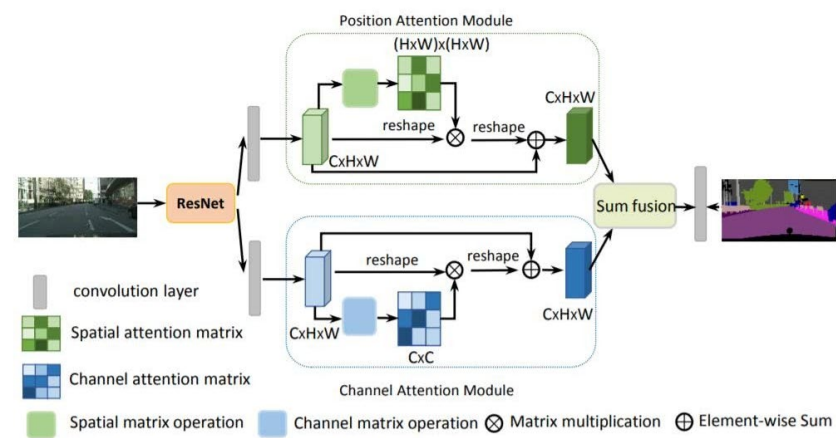 Position Attention Module
(HxW)x(HxW)
CxHxW
reshape
reshape
CxHxW
ResNet
Sum fusion
reshape
reshape
CxHxW
CxC
CxHxW
Channel Attention Module
convolution layer
Spatial attention matrix
Channel attention matrix
Spatial matrix operation
Channel matrix operation
Matrix multiplication
Element-wise Sum